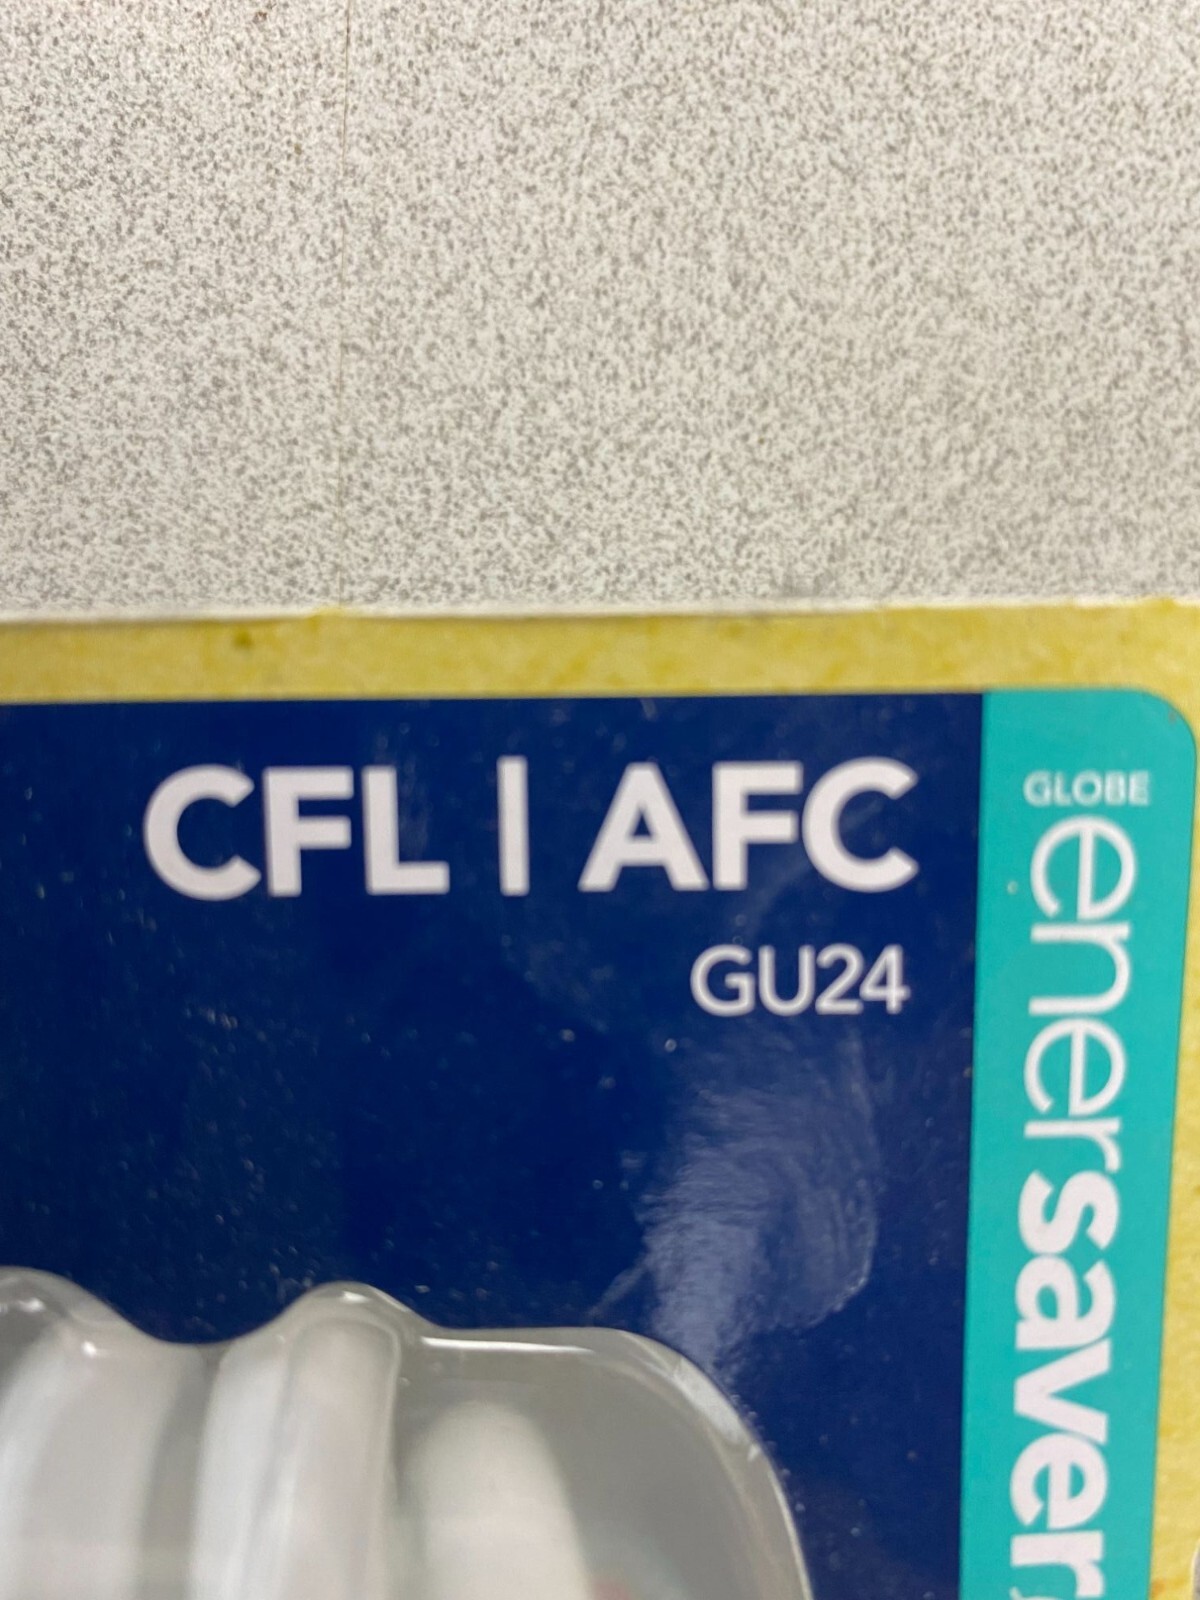 CFL | AFC
GU24
GLOBE
enersaver